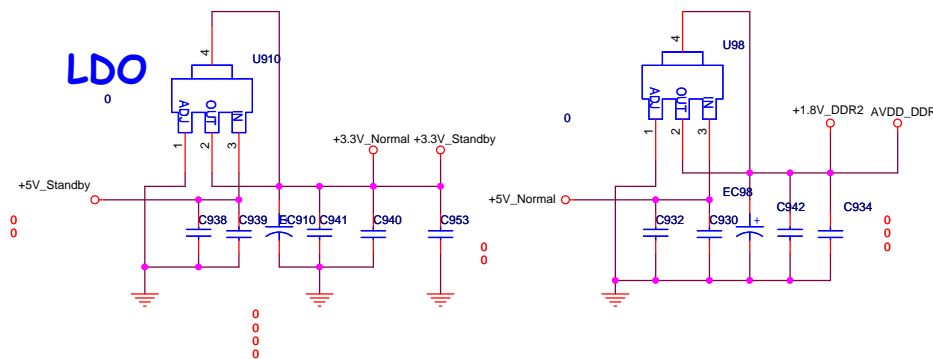 4
U910
LDO
0
ADJ
OUT
IN
1
2
3
+3.3V_Normal
+3.3V_Standby
+5V_Standby
0
0
C938
C939
EC910
C941
C940
C953
0
0
0
0
0
0
4
U98
0
ADJ
OUT
IN
1
2
3
+1.8V_DDR2
AVDD_DDR
+5V_Normal
EC98
+
C932
C930
C942
C934
0
0
0